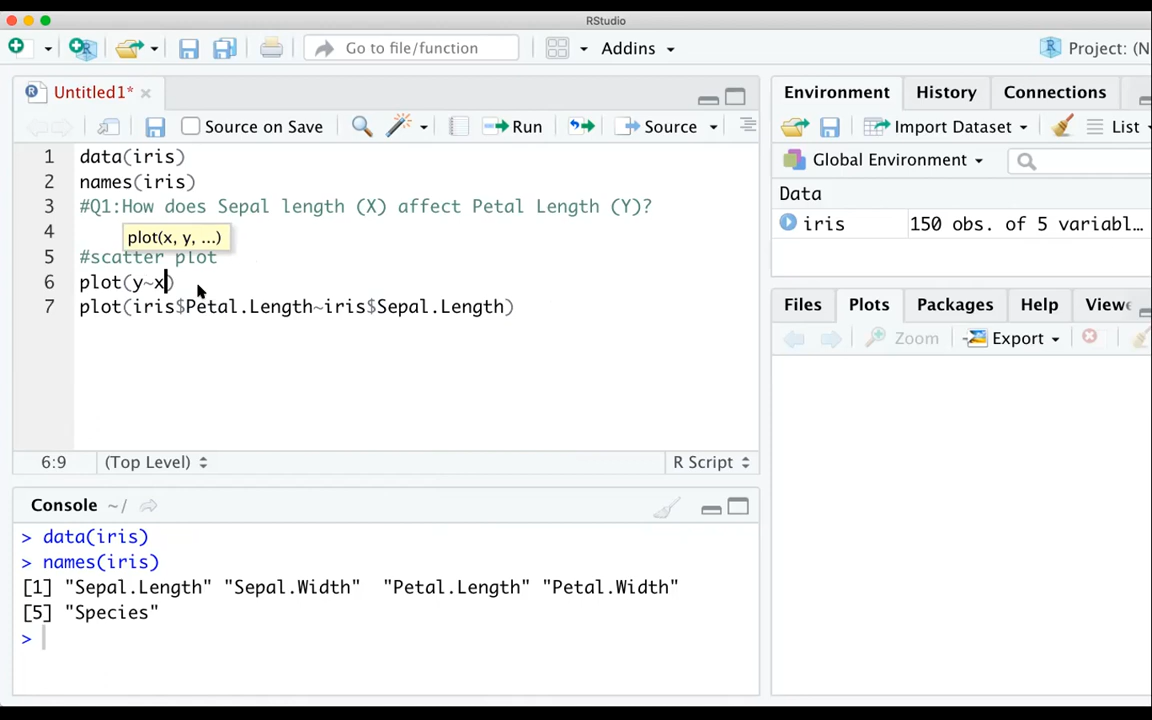 RStudio
Go to file/function
Addins
Project: (N
Untitled1*
Source on Save
Run
Source
1 data(iris)
2 names(iris)
3 #Q1:How does Sepal length (X) affect Petal Length (Y)?
4
plot(x, y, ...)
5 #scatter plot
6 plot(y~x)
7 plot(iris$Petal.Length~iris$Sepal.Length)
6:9 (Top Level) R Script
Console ~/
> data(iris)
> names(iris)
[1] "Sepal.Length" "Sepal.Width" "Petal.Length" "Petal.Width"
[5] "Species"
>
Environment History Connections
Import Dataset List
Global Environment
Data
iris 150 obs. of 5 variabl…
Files Plots Packages Help Viewe
Zoom Export